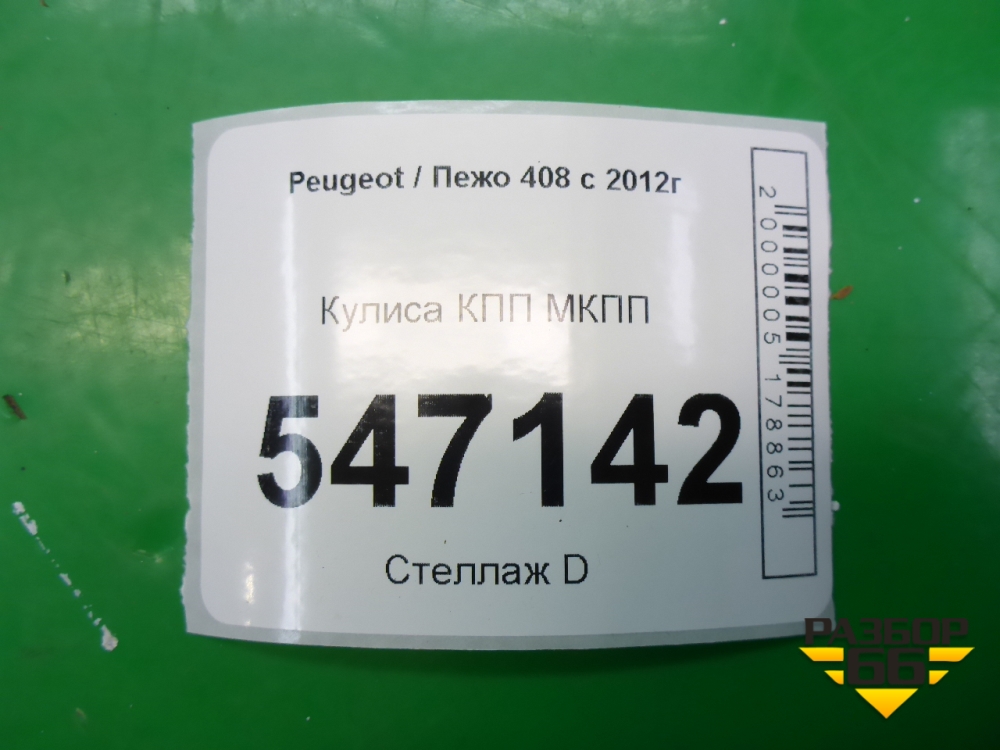 Peugeot / Пежо 408 с 2012г
Кулиса КПП МКПП
547142
Стеллаж D
2000005178863
РАЗБОР
66